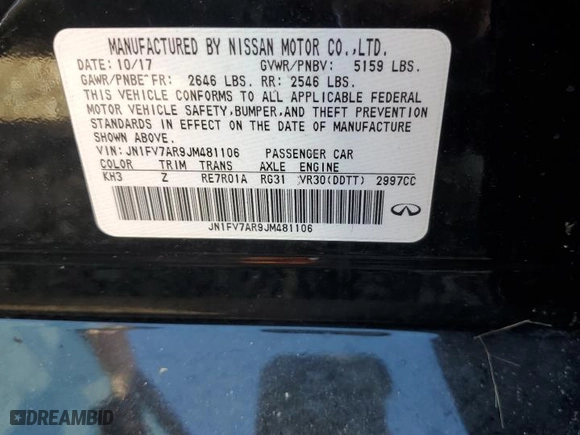 MANUFACTURED BY NISSAN MOTOR CO.,LTD.
DATE: 10/17 GVWR/PNBV: 5159 LBS.
GAWR/PNBE FR: 2646 LBS. RR: 2546 LBS.
THIS VEHICLE CONFORMS TO ALL APPLICABLE FEDERAL
MOTOR VEHICLE SAFETY,BUMPER,AND THEFT PREVENTION
STANDARDS IN EFFECT ON THE DATE OF MANUFACTURE
SHOWN ABOVE.
VIN: JN1FV7AR9JM481106 PASSENGER CAR
COLOR TRIM TRANS AXLE ENGINE
KH3 Z RE7R01A RG31 VR30(DDTT) 2997CC
JN1FV7AR9JM481106
DREAMBID